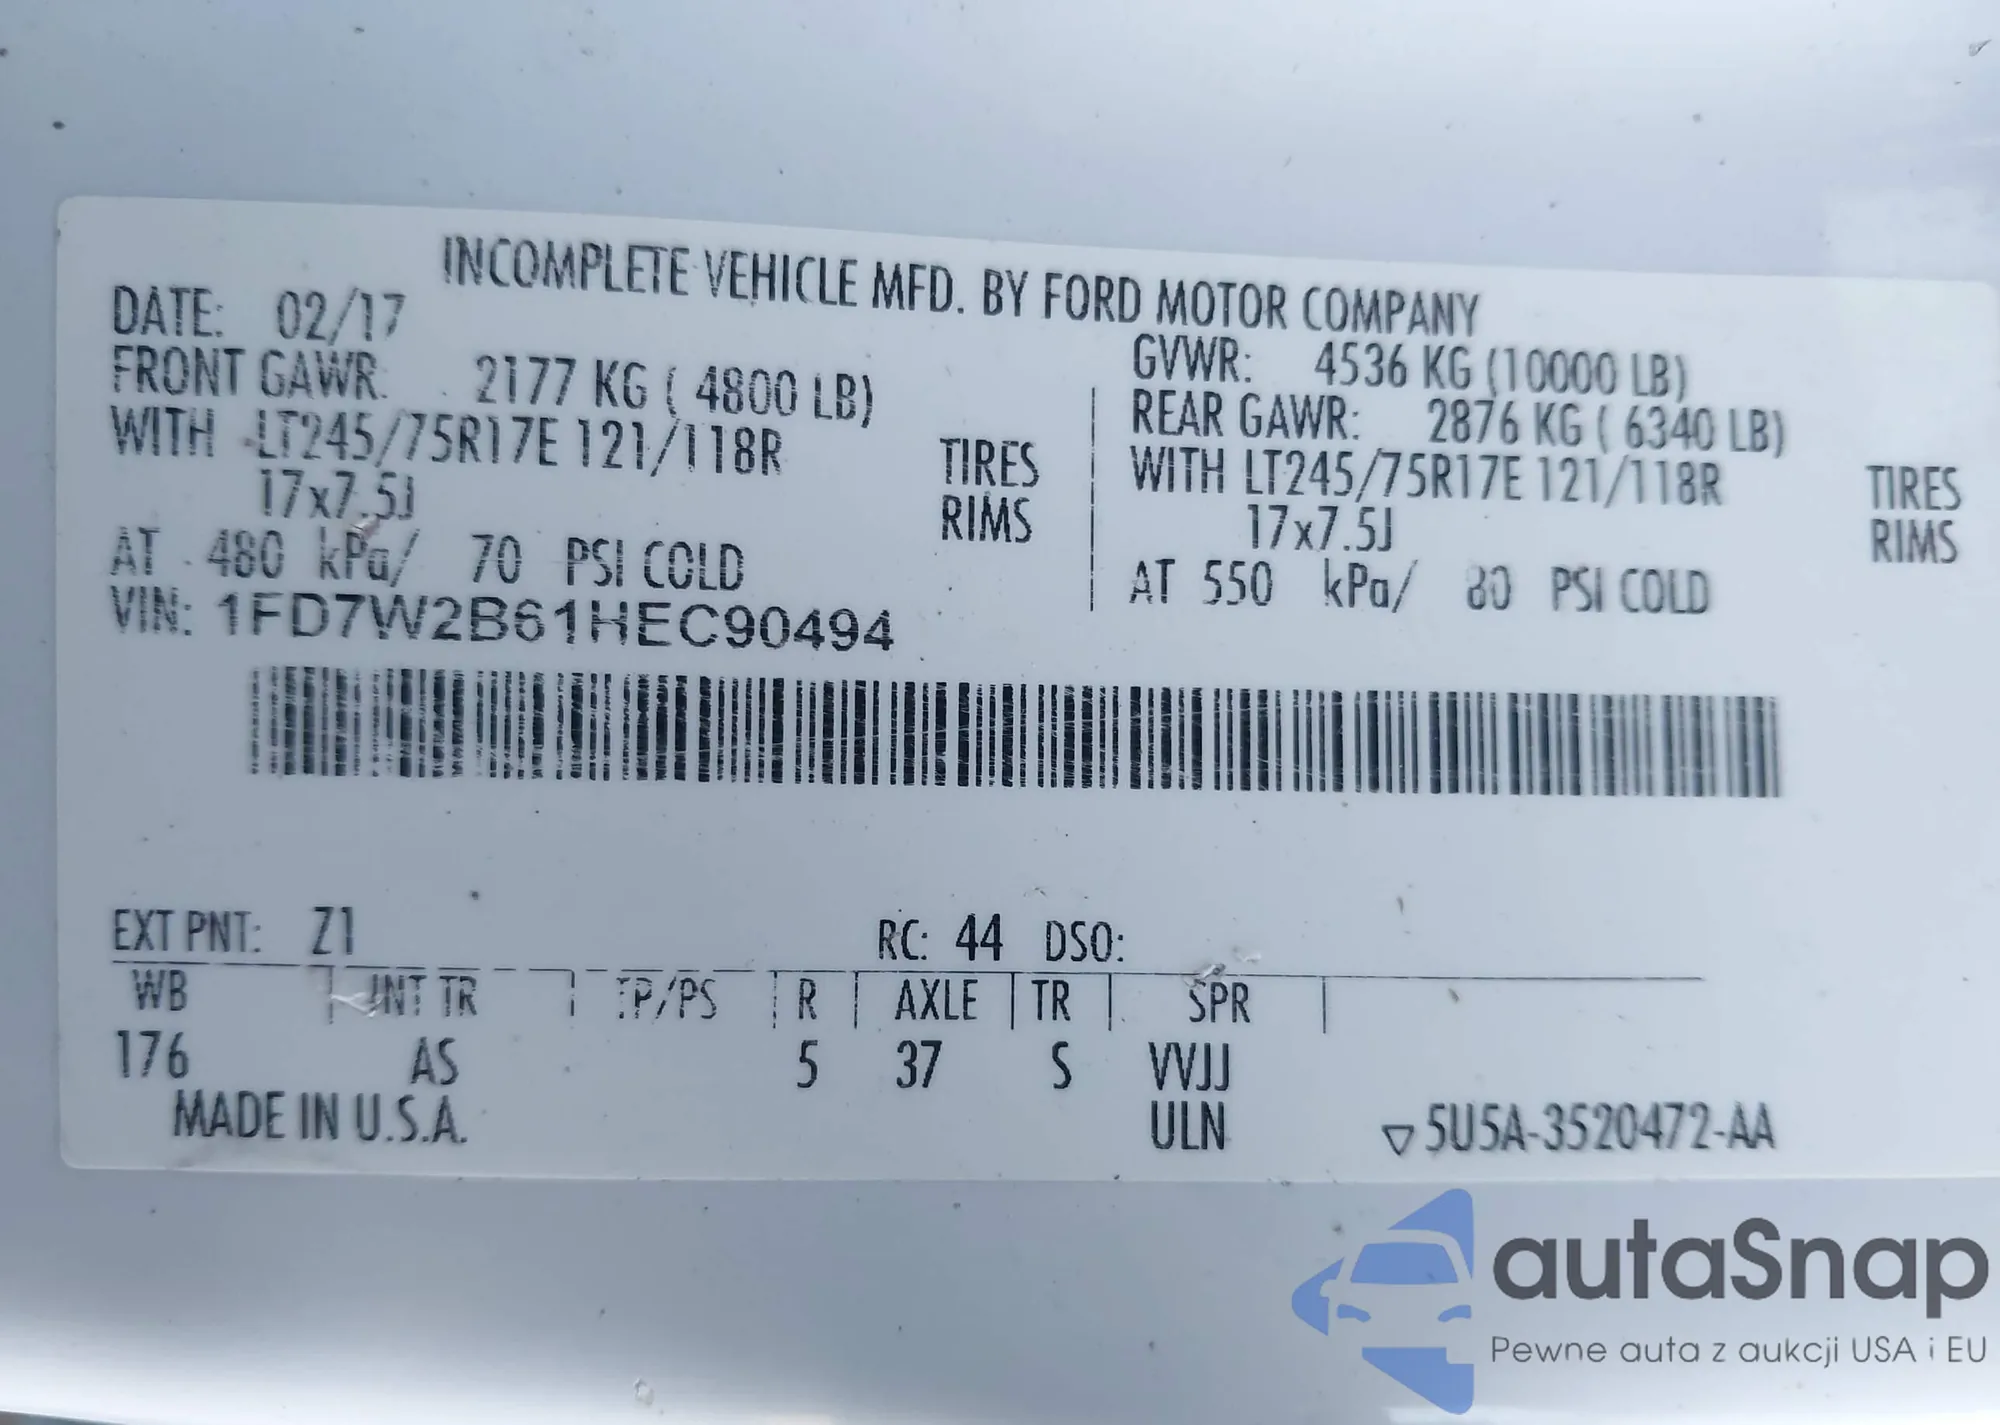 INCOMPLETE VEHICLE MFD. BY FORD MOTOR COMPANY
DATE: 02/17
GVWR: 4536 KG (10000 LB)
FRONT GAWR: 2177 KG ( 4800 LB)
REAR GAWR: 2876 KG ( 6340 LB)
WITH LT245/75R17E 121/118R TIRES
WITH LT245/75R17E 121/118R TIRES
17x7.5J RIMS
17x7.5J RIMS
AT 480 kPa/ 70 PSI COLD
AT 550 kPa/ 80 PSI COLD
VIN: 1FD7W2B61HEC90494
EXT PNT: Z1 RC: 44 DSO:
WB | INT TR | TP/PS | R | AXLE | TR | SPR |
176 AS 5 37 S VVJJ
ULN
MADE IN U.S.A.
▽5U5A-3520472-AA
autaSnap
Pewne auta z aukcji USA i EU